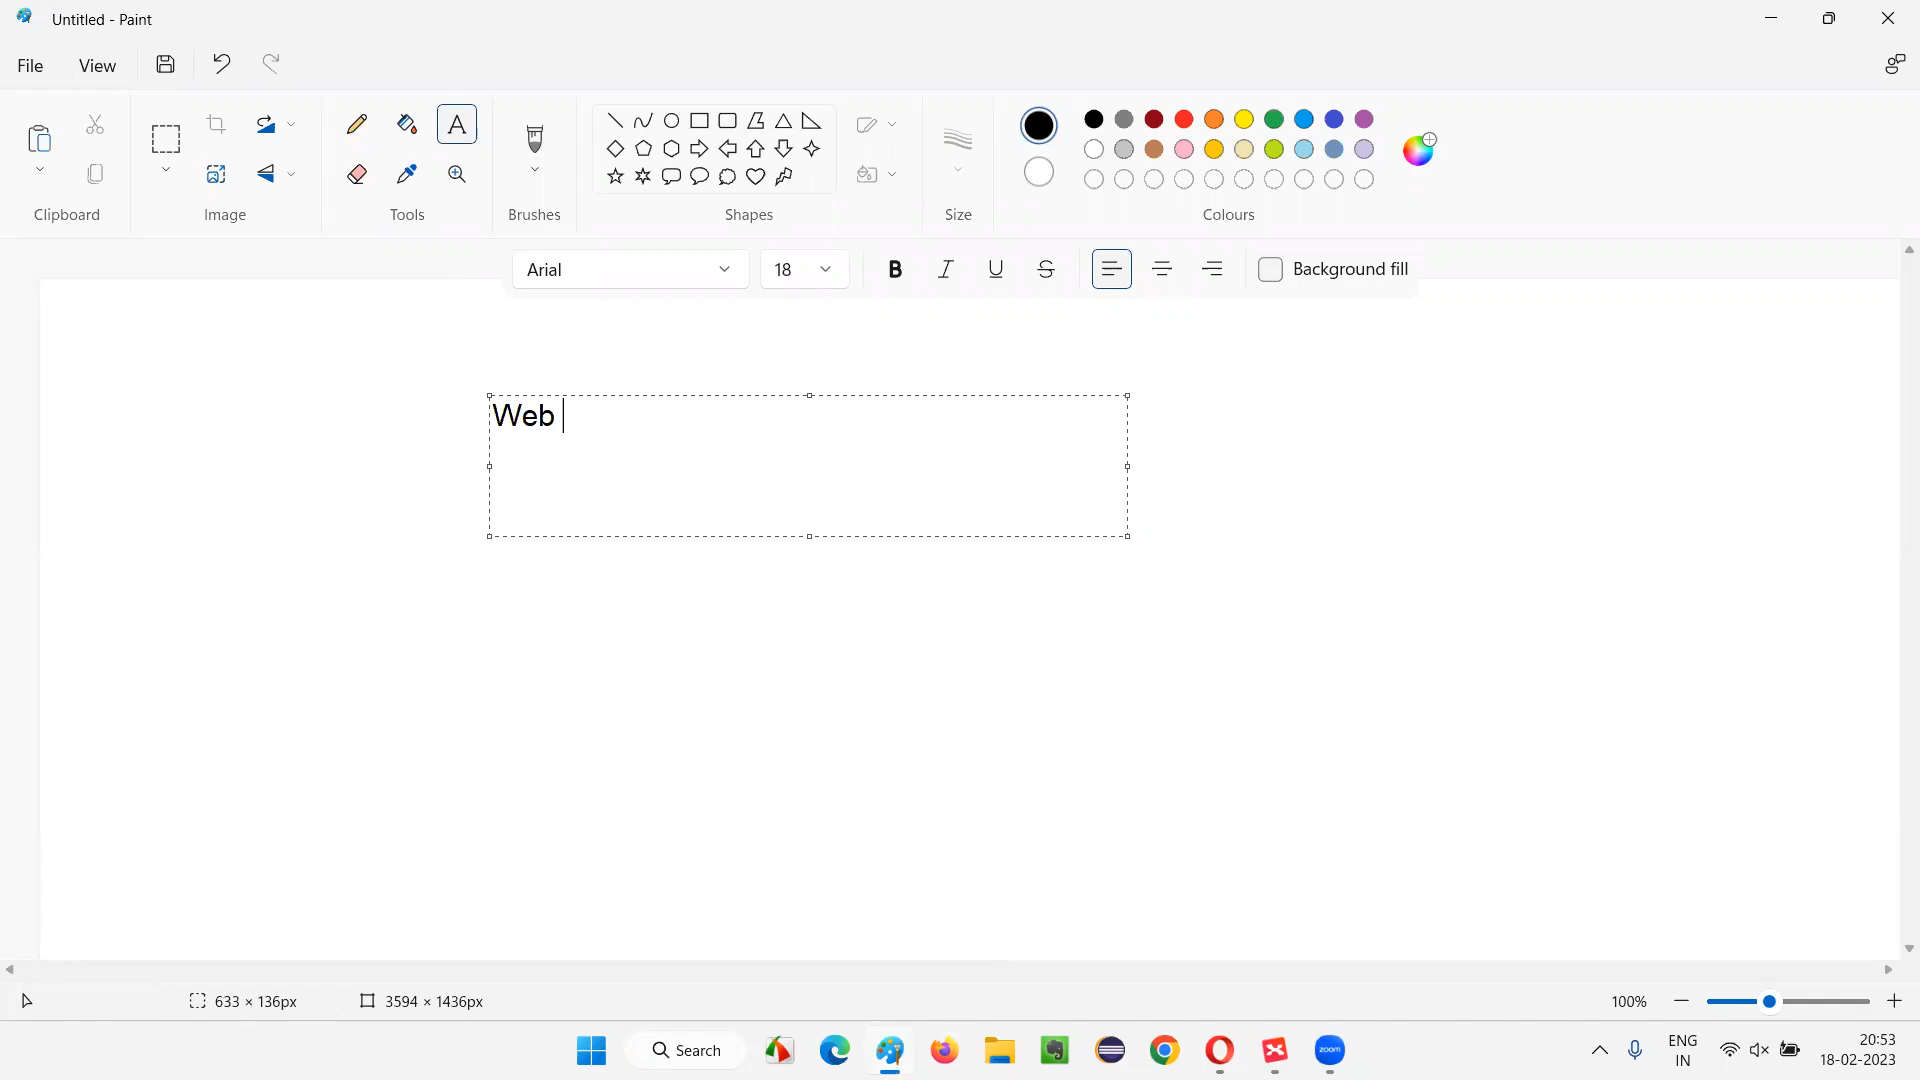 Untitled - Paint
File View
Clipboard Image Tools Brushes Shapes Size Colours
Arial 18 B I U S Background fill
Web
633 × 136px 3594 × 1436px 100%
Search zoom ENG 20:53
IN 18-02-2023